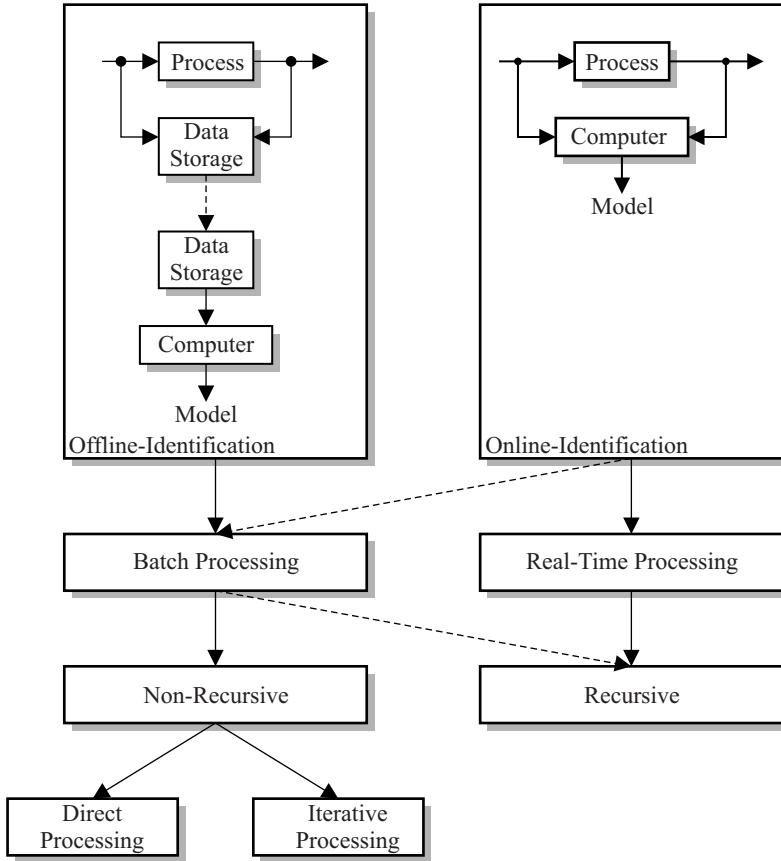 Process
Data
Storage
Data
Storage
Computer
Model
Offline-Identification
Process
Computer
Model
Online-Identification
Batch Processing
Real-Time Processing
Non-Recursive
Recursive
Direct
Processing
Iterative
Processing